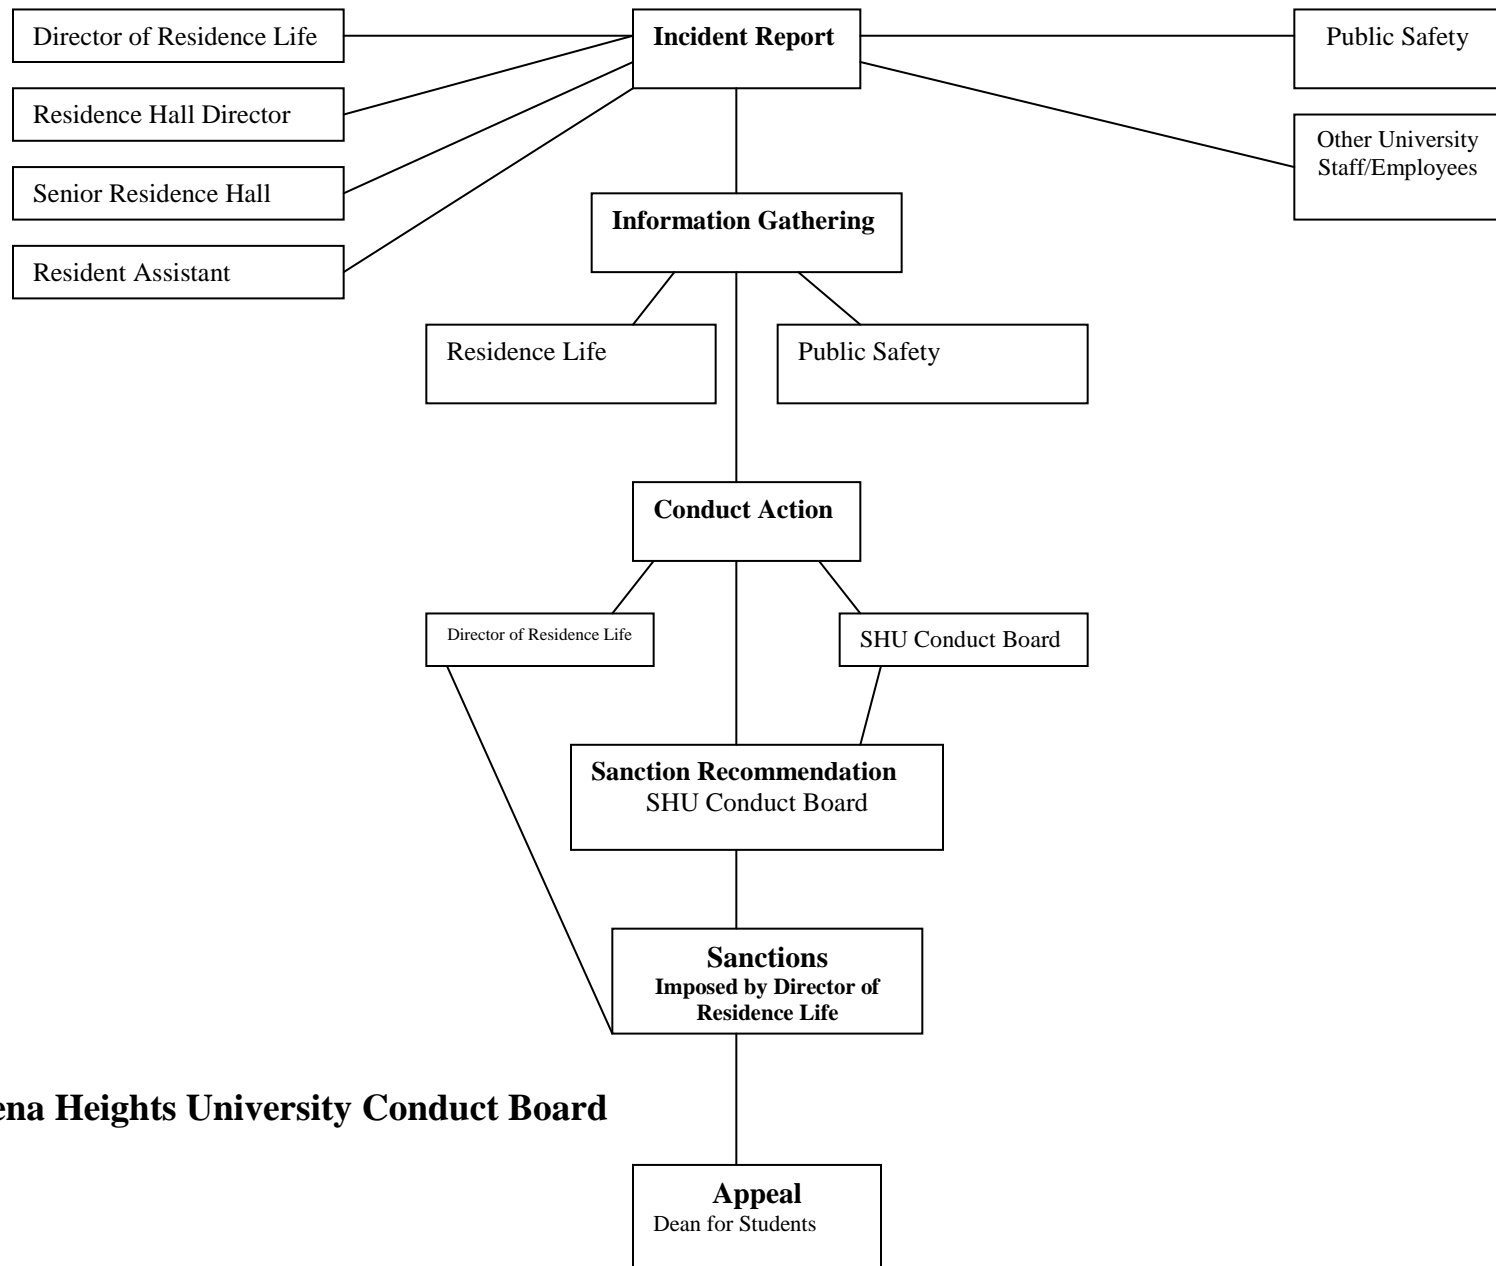 Director of Residence Life
Incident Report
Public Safety
Residence Hall Director
Other University
Staff/Employees
Senior Residence Hall
Information Gathering
Resident Assistant
Residence Life
Public Safety
Conduct Action
Director of Residence Life
SHU Conduct Board
Sanction Recommendation
SHU Conduct Board
Sanctions
Imposed by Director of
Residence Life
ena Heights University Conduct Board
Appeal
Dean for Students